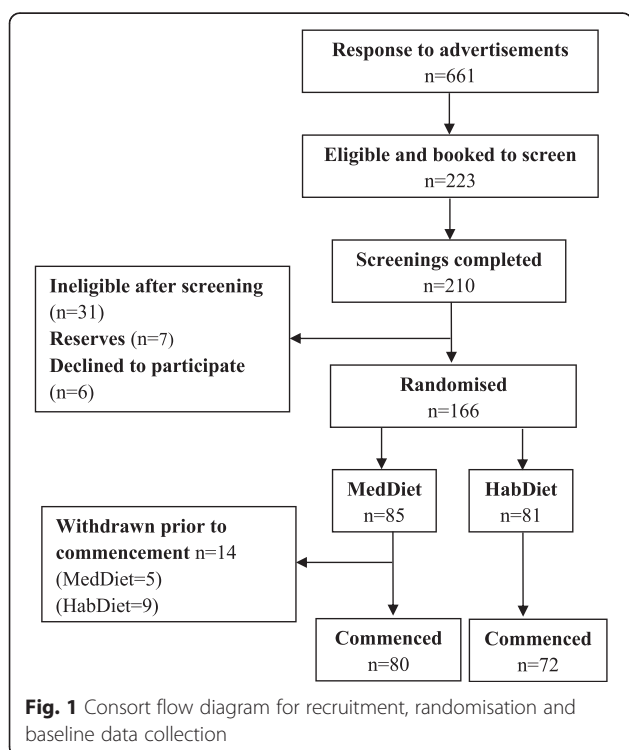 Response to advertisements
n=661
Eligible and booked to screen
n=223
Screenings completed
n=210
Ineligible after screening
(n=31)
Reserves (n=7)
Declined to participate
(n=6)
Randomised
n=166
MedDiet
n=85
HabDiet
n=81
Withdrawn prior to
commencement n=14
(MedDiet=5)
(HabDiet=9)
Commenced
n=80
Commenced
n=72
Fig. 1 Consort flow diagram for recruitment, randomisation and
baseline data collection